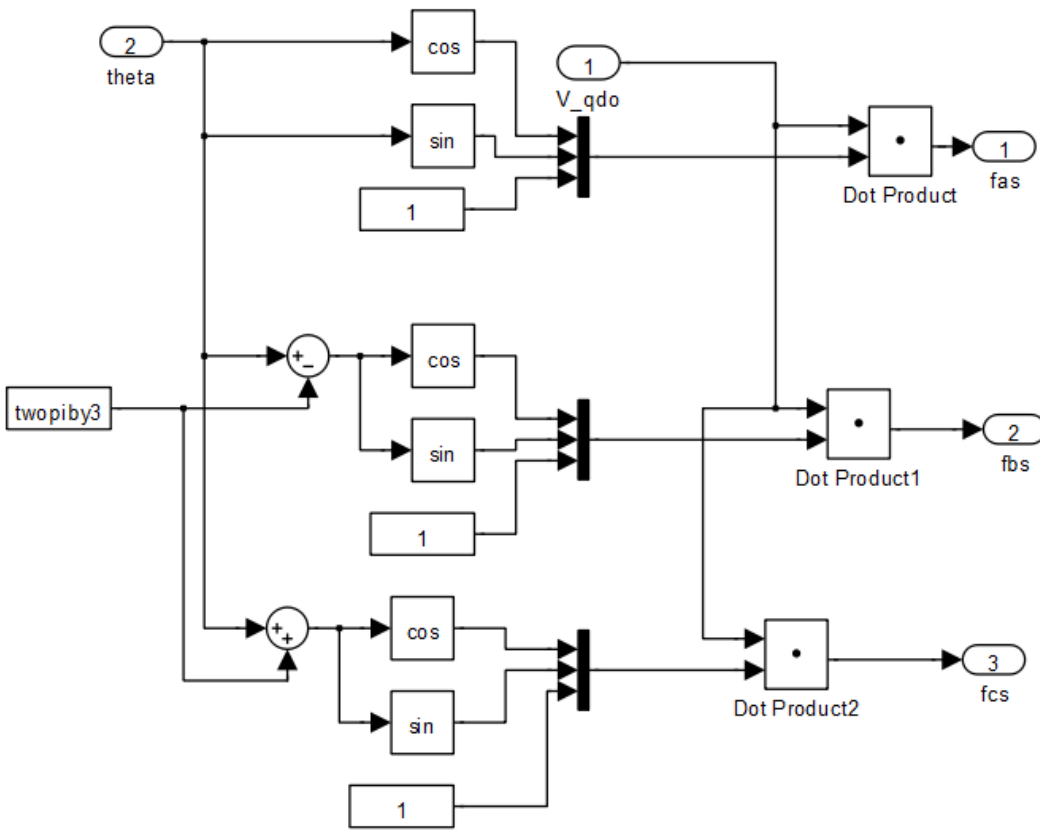 2
theta
cos
1
V_qdo
sin
1
Dot Product
1
fas
cos
twopiby3
sin
Dot Product1
2
fbs
1
cos
Dot Product2
3
fcs
sin
1